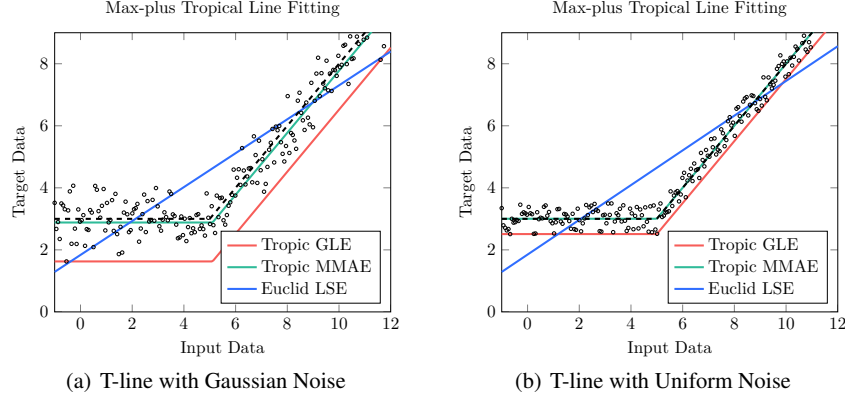 Max-plus Tropical Line Fitting
8
6
4
2
0
Target Data
0 2 4 6 8 10 12
Input Data
Tropic GLE
Tropic MMAE
Euclid LSE
(a) T-line with Gaussian Noise
Max-plus Tropical Line Fitting
8
6
4
2
0
Target Data
0 2 4 6 8 10 12
Input Data
Tropic GLE
Tropic MMAE
Euclid LSE
(b) T-line with Uniform Noise